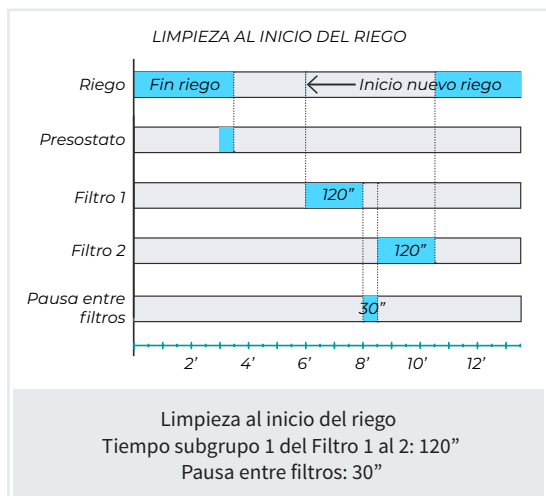 LIMPIEZA AL INICIO DEL RIEGO
Riego Fin riego Inicio nuevo riego
Presostato
Filtro 1 120”
Filtro 2 120”
Pausa entre
filtros 30”
2’ 4’ 6’ 8’ 10’ 12’
Limpieza al inicio del riego
Tiempo subgrupo 1 del Filtro 1 al 2: 120”
Pausa entre filtros: 30”